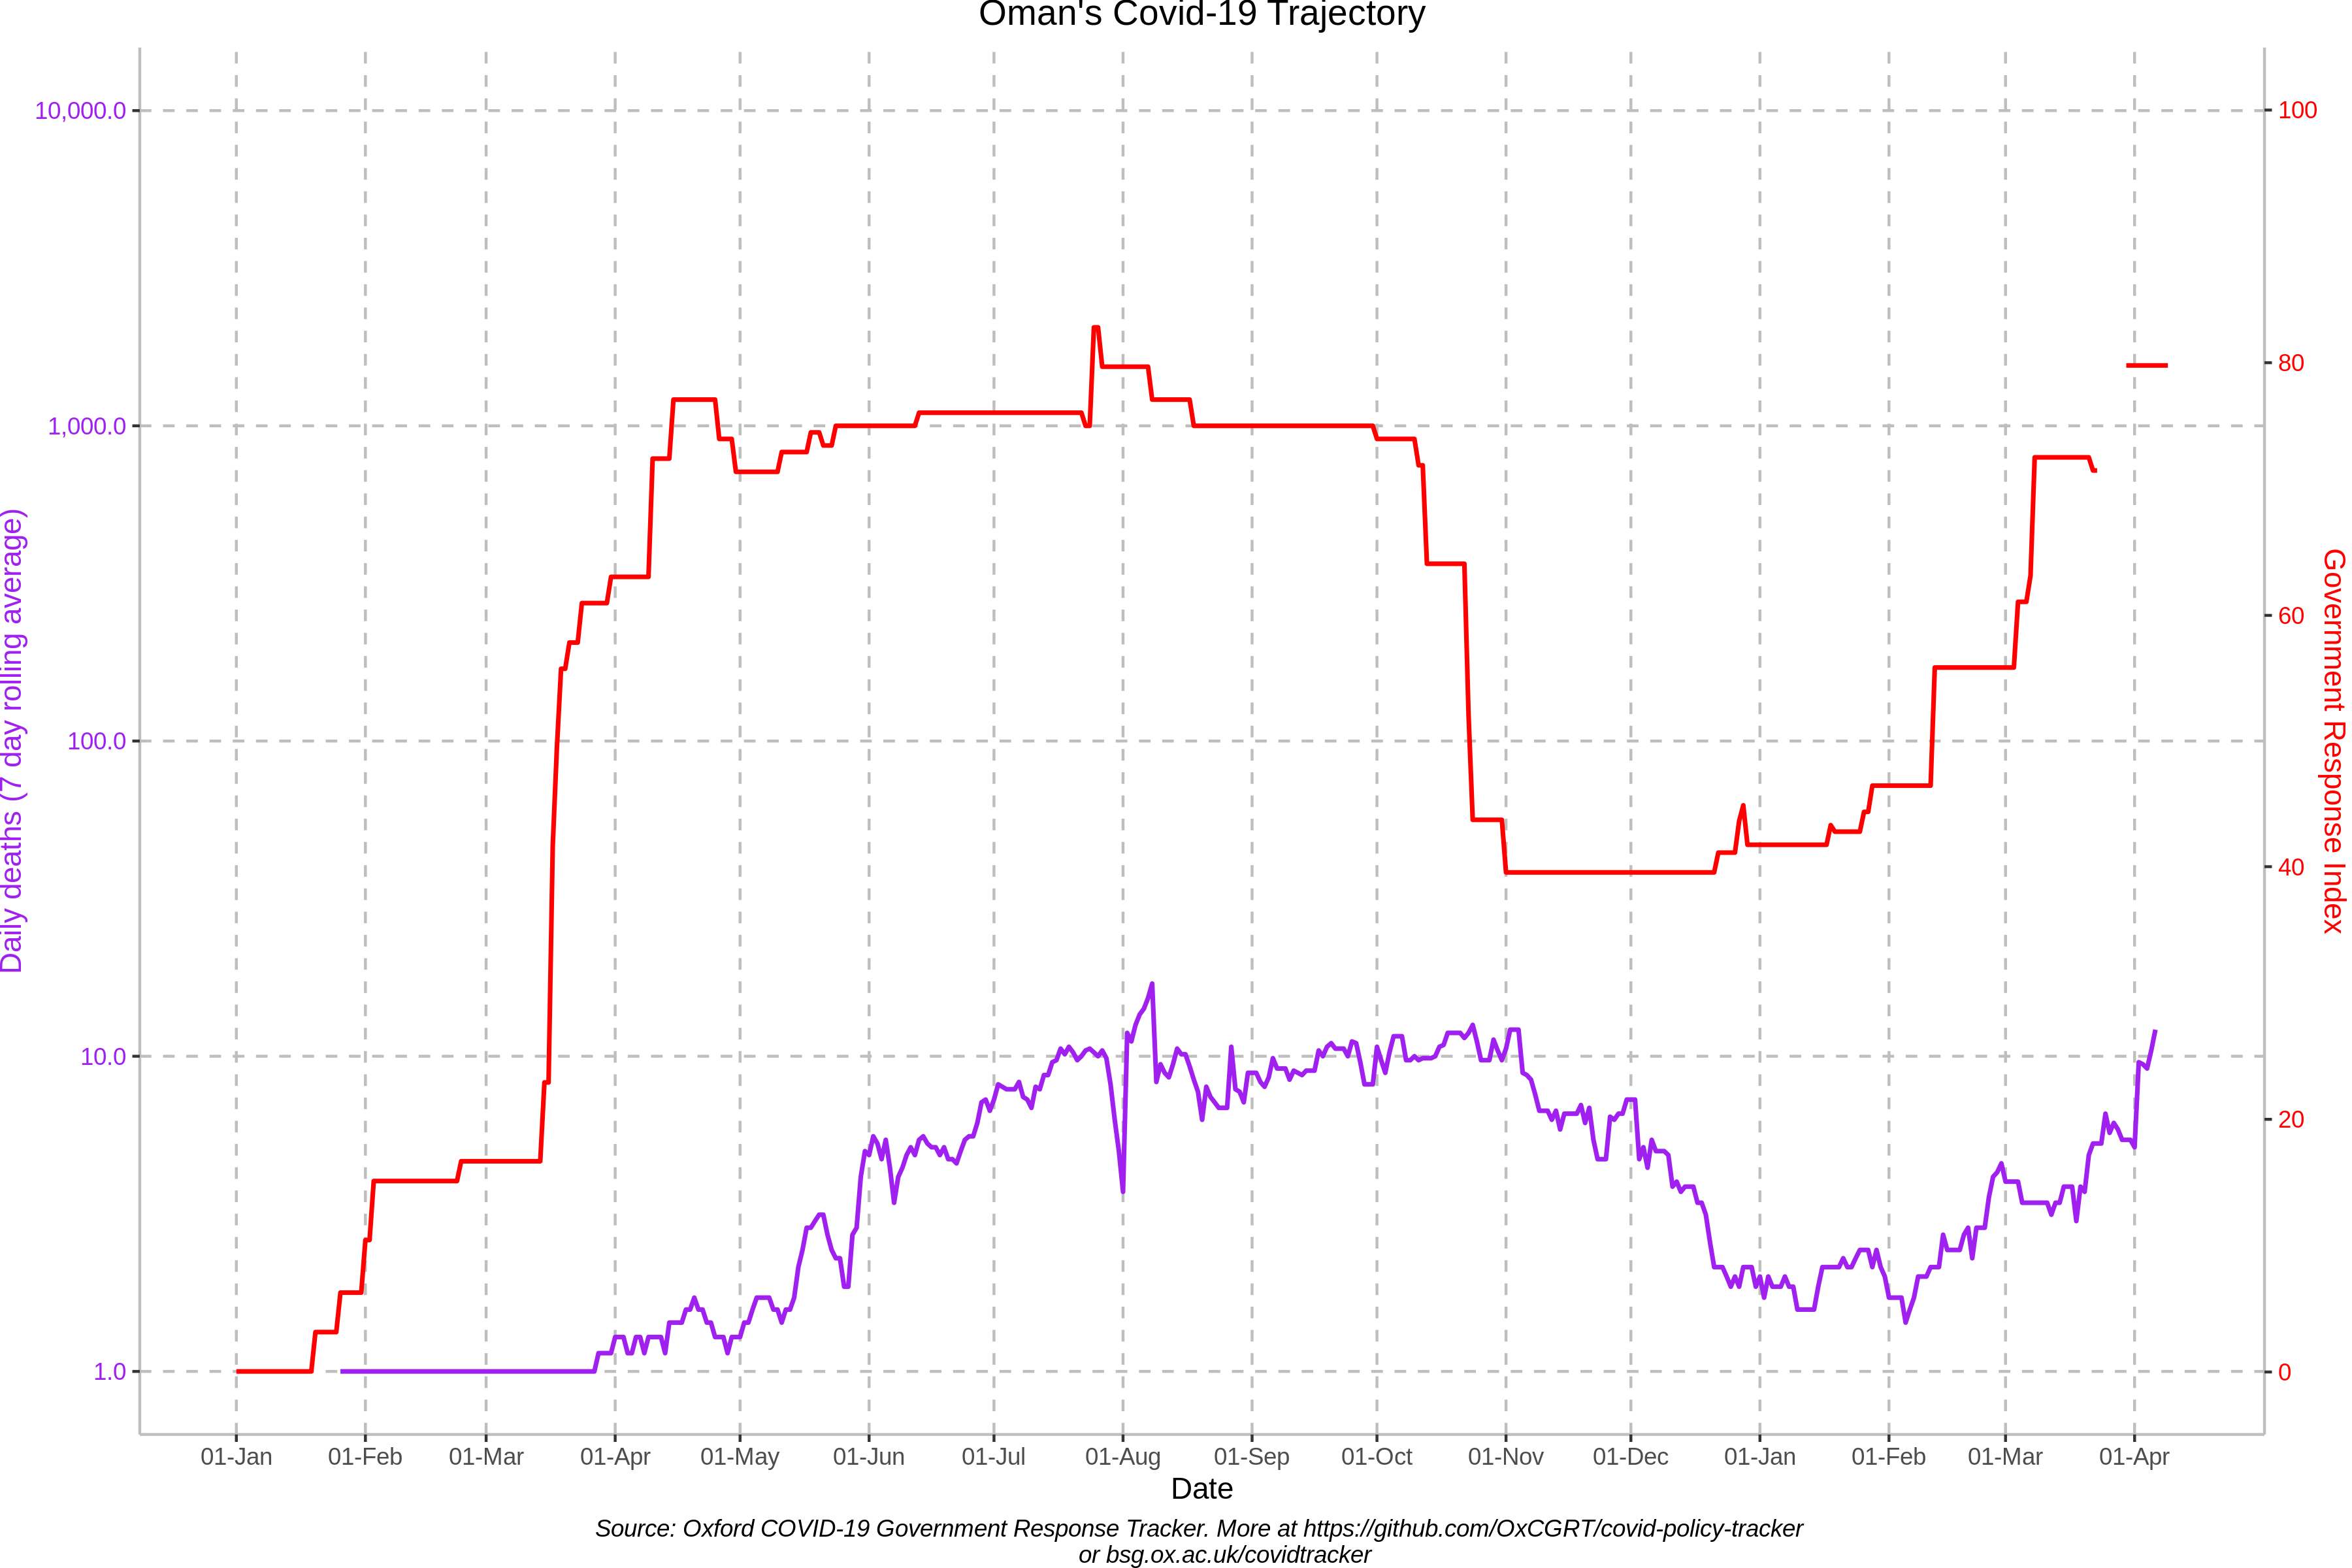 Oman's Covid-19 Trajectory
10,000.0
1,000.0
100.0
10.0
1.0
Daily deaths (7 day rolling average)
100
80
60
40
20
0
Government Response Index
01-Jan
01-Feb
01-Mar
01-Apr
01-May
01-Jun
01-Jul
01-Aug
01-Sep
01-Oct
01-Nov
01-Dec
01-Jan
01-Feb
01-Mar
01-Apr
Date
Source: Oxford COVID-19 Government Response Tracker. More at https://github.com/OxCGRT/covid-policy-tracker
or bsg.ox.ac.uk/covidtracker